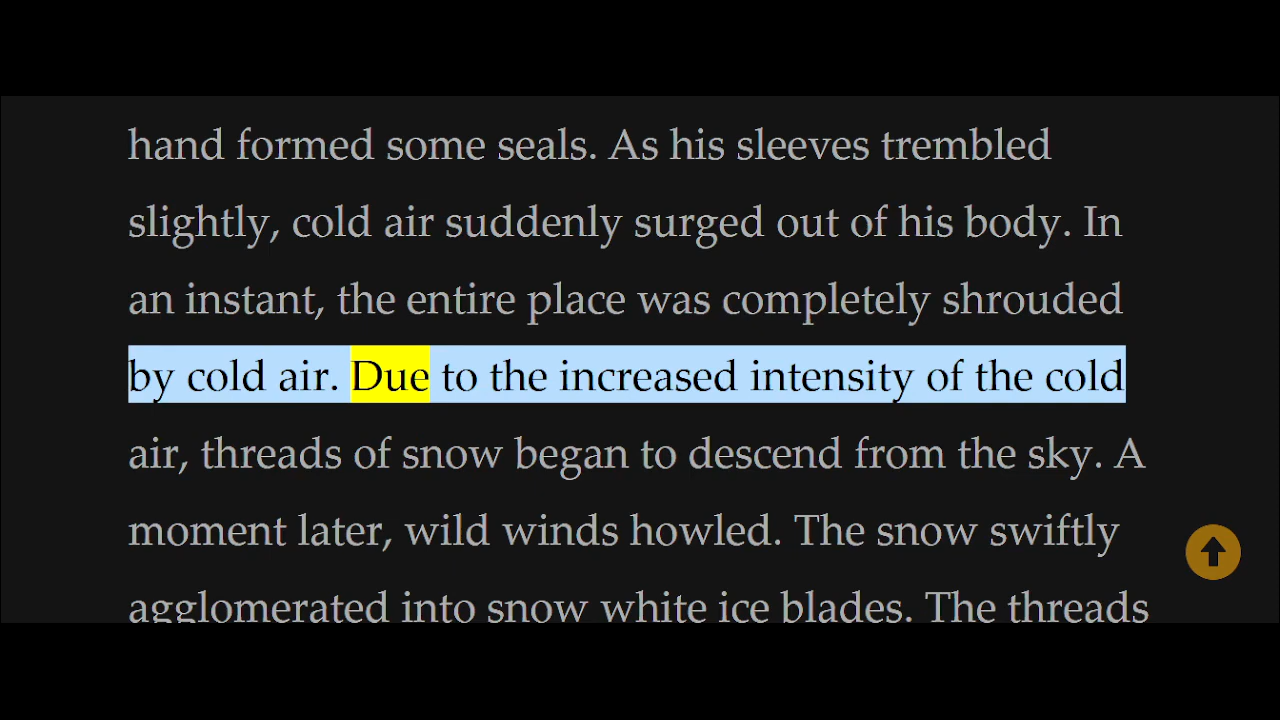 hand formed some seals. As his sleeves trembled
slightly, cold air suddenly surged out of his body. In
an instant, the entire place was completely shrouded
by cold air. Due to the increased intensity of the cold
air, threads of snow began to descend from the sky. A
moment later, wild winds howled. The snow swiftly
agglomerated into snow white ice blades. The threads